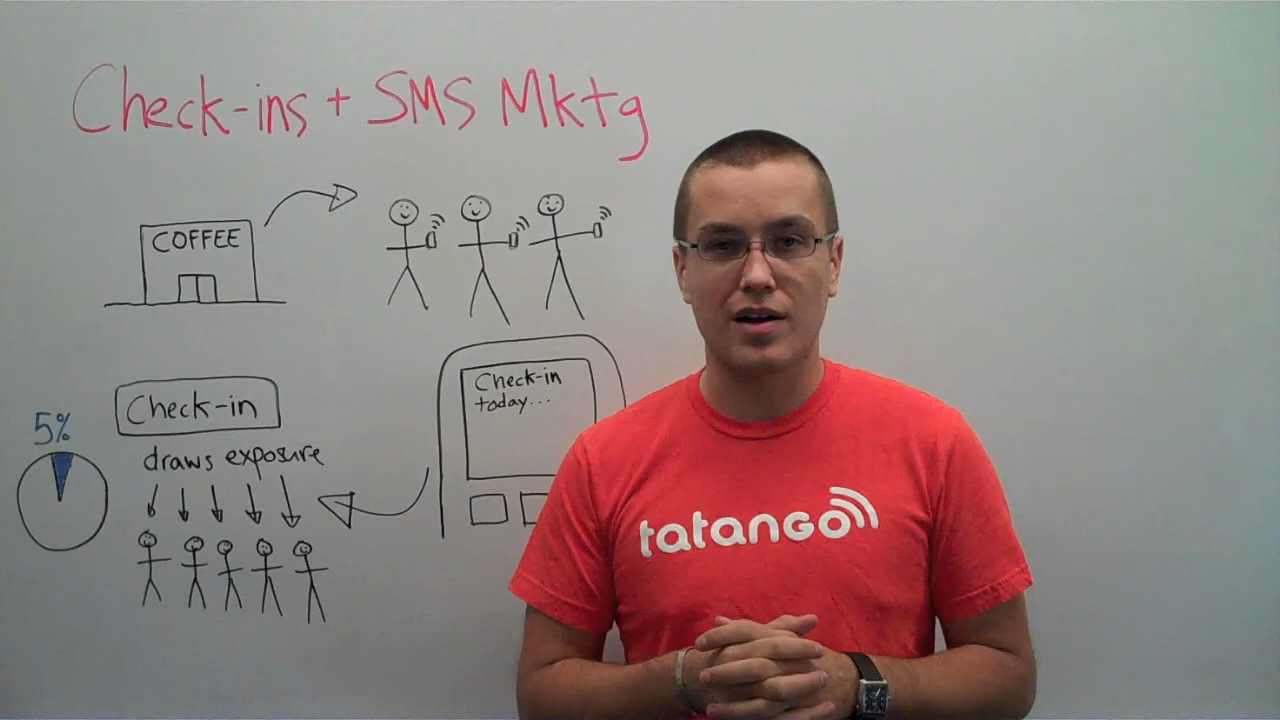 Check-ins + SMS Mktg
COFFEE
Check-in
today...
5%
Check-in
draws exposure
tatango